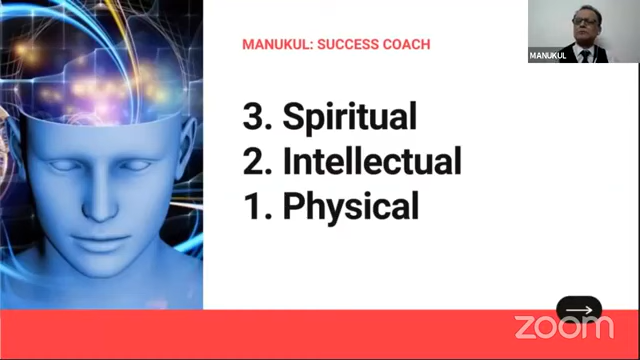 MANUKUL: SUCCESS COACH
MANUKUL
3. Spiritual
2. Intellectual
1. Physical
zoom